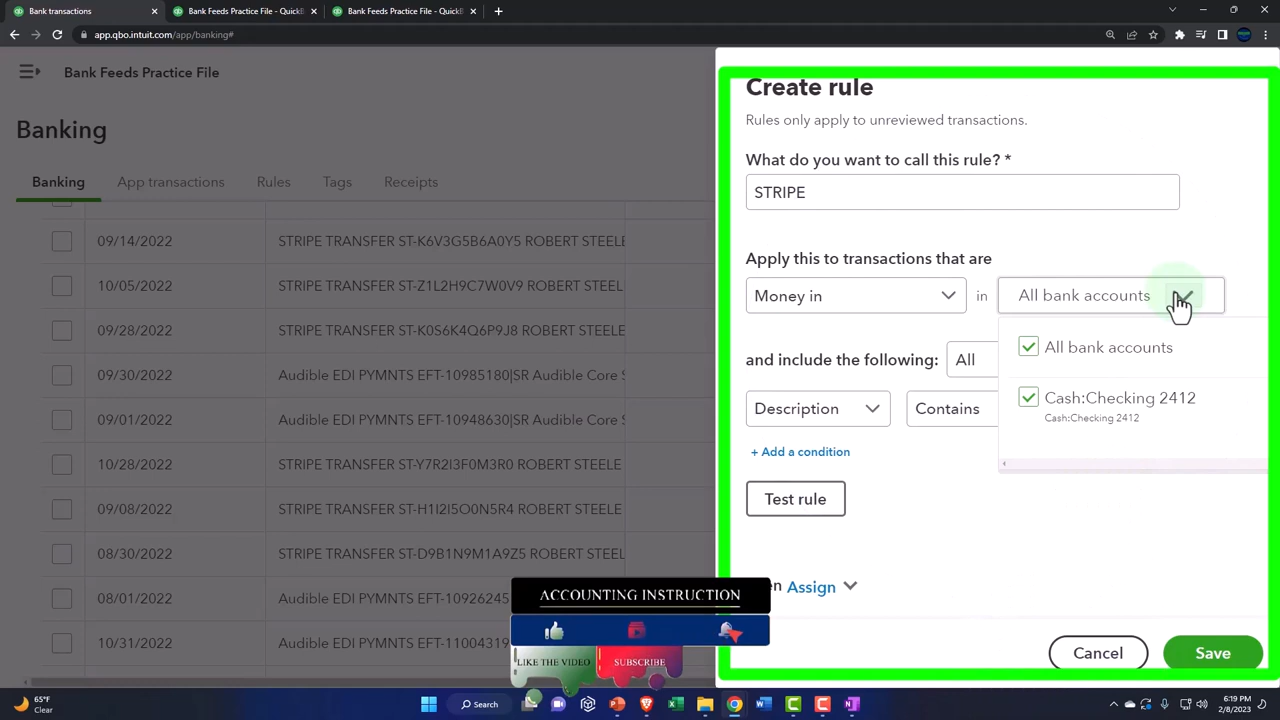 Bank transactions
Bank Feeds Practice File - QuickB
Bank Feeds Practice File - QuickB
app.qbo.intuit.com/app/banking#
Bank Feeds Practice File
Banking
Banking App transactions Rules Tags Receipts
09/14/2022 STRIPE TRANSFER ST-K6V3G5B6A0Y5 ROBERT STEELE
10/05/2022 STRIPE TRANSFER ST-Z1L2H9C7W0V9 ROBERT STEELE
09/28/2022 STRIPE TRANSFER ST-K0S6K4Q6P9J8 ROBERT STEELE
09/30/2022 Audible EDI PYMNTS EFT-10985180|SR Audible Core S
09/01/2022 Audible EDI PYMNTS EFT-10948630|SR Audible Core S
10/28/2022 STRIPE TRANSFER ST-Y7R2I3F0M3R0 ROBERT STEELE
09/08/2022 STRIPE TRANSFER ST-H1I2I5O0N5R4 ROBERT STEELE
08/30/2022 STRIPE TRANSFER ST-D9B1N9M1A9Z5 ROBERT STEEL
Audible EDI PYMNTS EFT-10926245
10/31/2022 Audible EDI PYMNTS EFT-11004319
Create rule
Rules only apply to unreviewed transactions.
What do you want to call this rule? *
STRIPE
Apply this to transactions that are
Money in in All bank accounts
All bank accounts
and include the following: All
Cash:Checking 2412
Cash:Checking 2412
Description Contains
+ Add a condition
Test rule
Assign
Cancel Save
ACCOUNTING INSTRUCTION
LIKE THE VIDEO SUBSCRIBE
65°F
Clear
Search
6:19 PM
2/8/2023